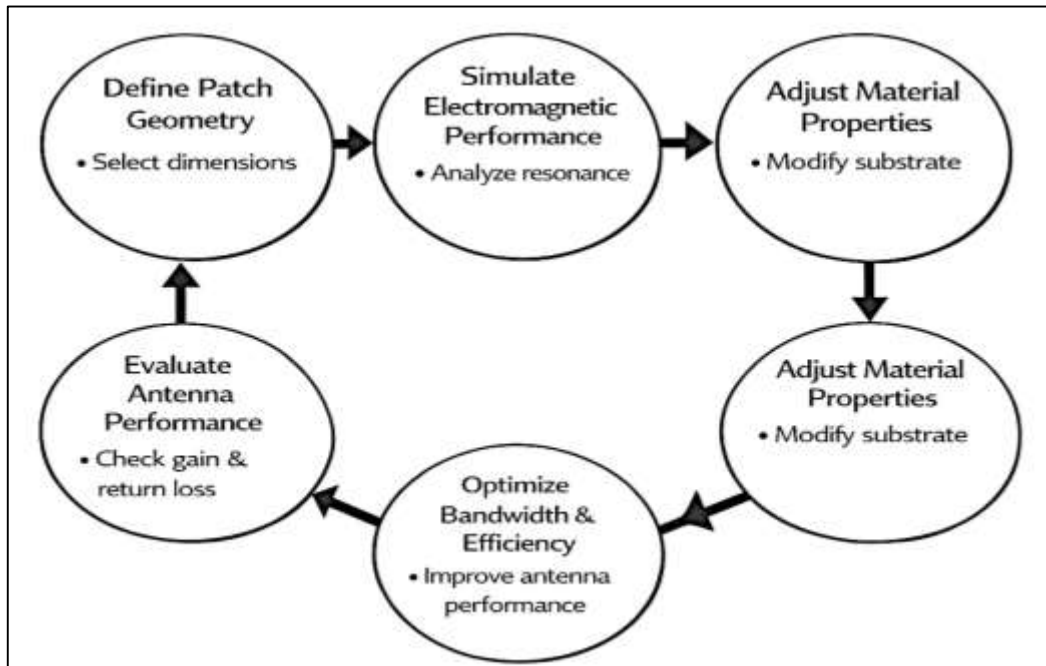 Define Patch
Geometry
• Select dimensions
Simulate
Electromagnetic
Performance
• Analyze resonance
Adjust Material
Properties
• Modify substrate
Adjust Material
Properties
• Modify substrate
Optimize
Bandwidth &
Efficiency
• Improve antenna
performance
Evaluate
Antenna
Performance
• Check gain &
return loss